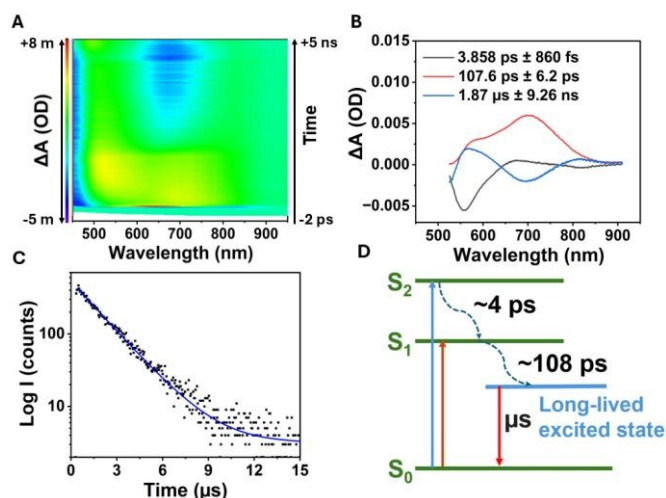 A
+8 m
+5 ns
ΔA (OD)
Time
-5 m
-2 ps
500 600 700 800 900
Wavelength (nm)
B
0.015
0.010
0.005
0.000
−0.005
ΔA (OD)
3.858 ps ± 860 fs
107.6 ps ± 6.2 ps
1.87 µs ± 9.26 ns
500 600 700 800 900
Wavelength (nm)
C
Log I (counts)
100
10
0 3 6 9 12 15
Time (µs)
D
S2
~4 ps
S1
~108 ps
µs
Long-lived
excited state
S0